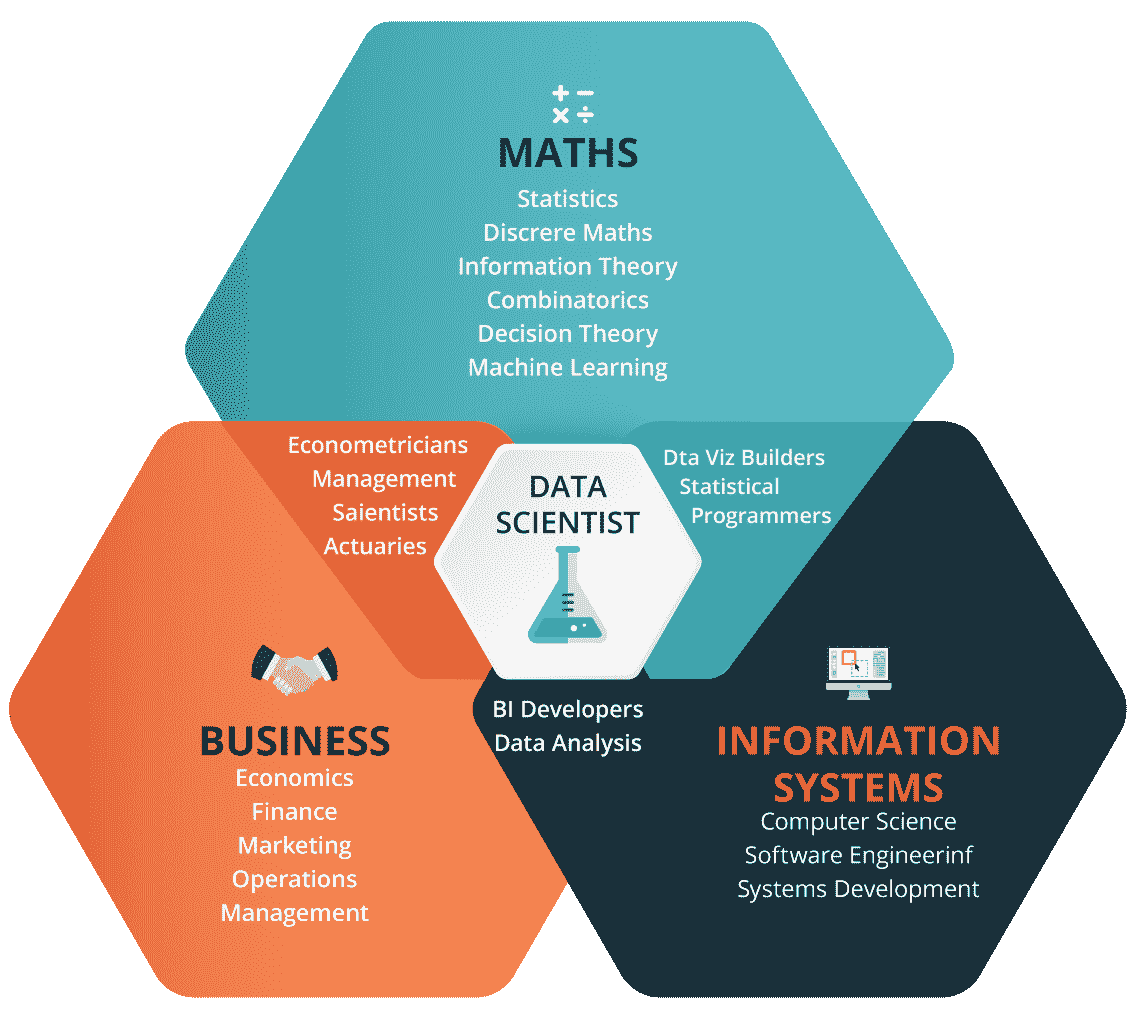 MATHS
Statistics
Discrere Maths
Information Theory
Combinatorics
Decision Theory
Machine Learning
Econometricians
Management
Saientists
Actuaries
DATA
SCIENTIST
Dta Viz Builders
Statistical
Programmers
BI Developers
Data Analysis
BUSINESS
Economics
Finance
Marketing
Operations
Management
INFORMATION
SYSTEMS
Computer Science
Software Engineerinf
Systems Development